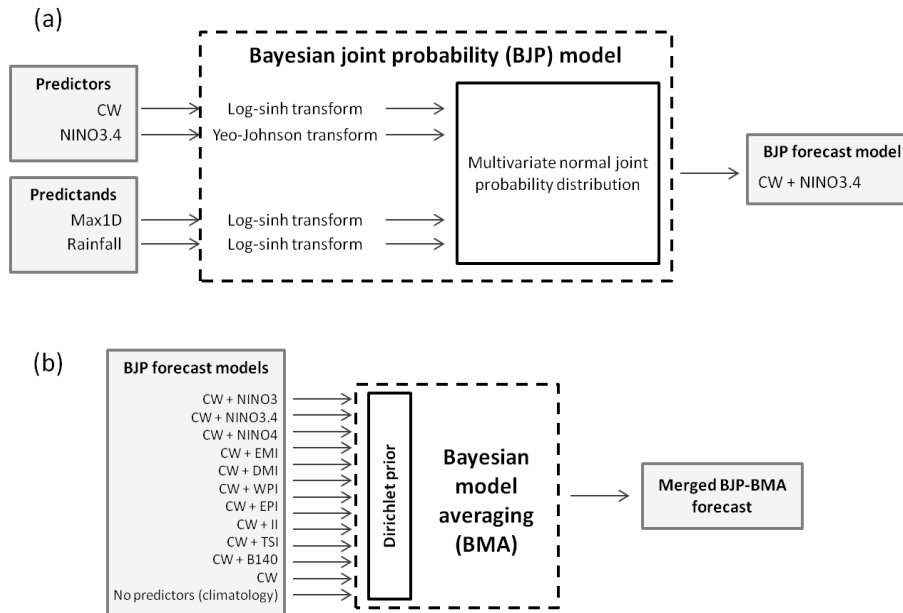 (a)
Bayesian joint probability (BJP) model
Predictors
CW
NINO3.4
Log-sinh transform
Yeo-Johnson transform
Predictands
Max1D
Rainfall
Log-sinh transform
Log-sinh transform
Multivariate normal joint
probability distribution
BJP forecast model
CW + NINO3.4
(b)
BJP forecast models
CW + NINO3
CW + NINO3.4
CW + NINO4
CW + EMI
CW + DMI
CW + WPI
CW + EPI
CW + II
CW + TSI
CW + B140
CW
No predictors (climatology)
Dirichlet prior
Bayesian
model
averaging
(BMA)
Merged BJP-BMA
forecast